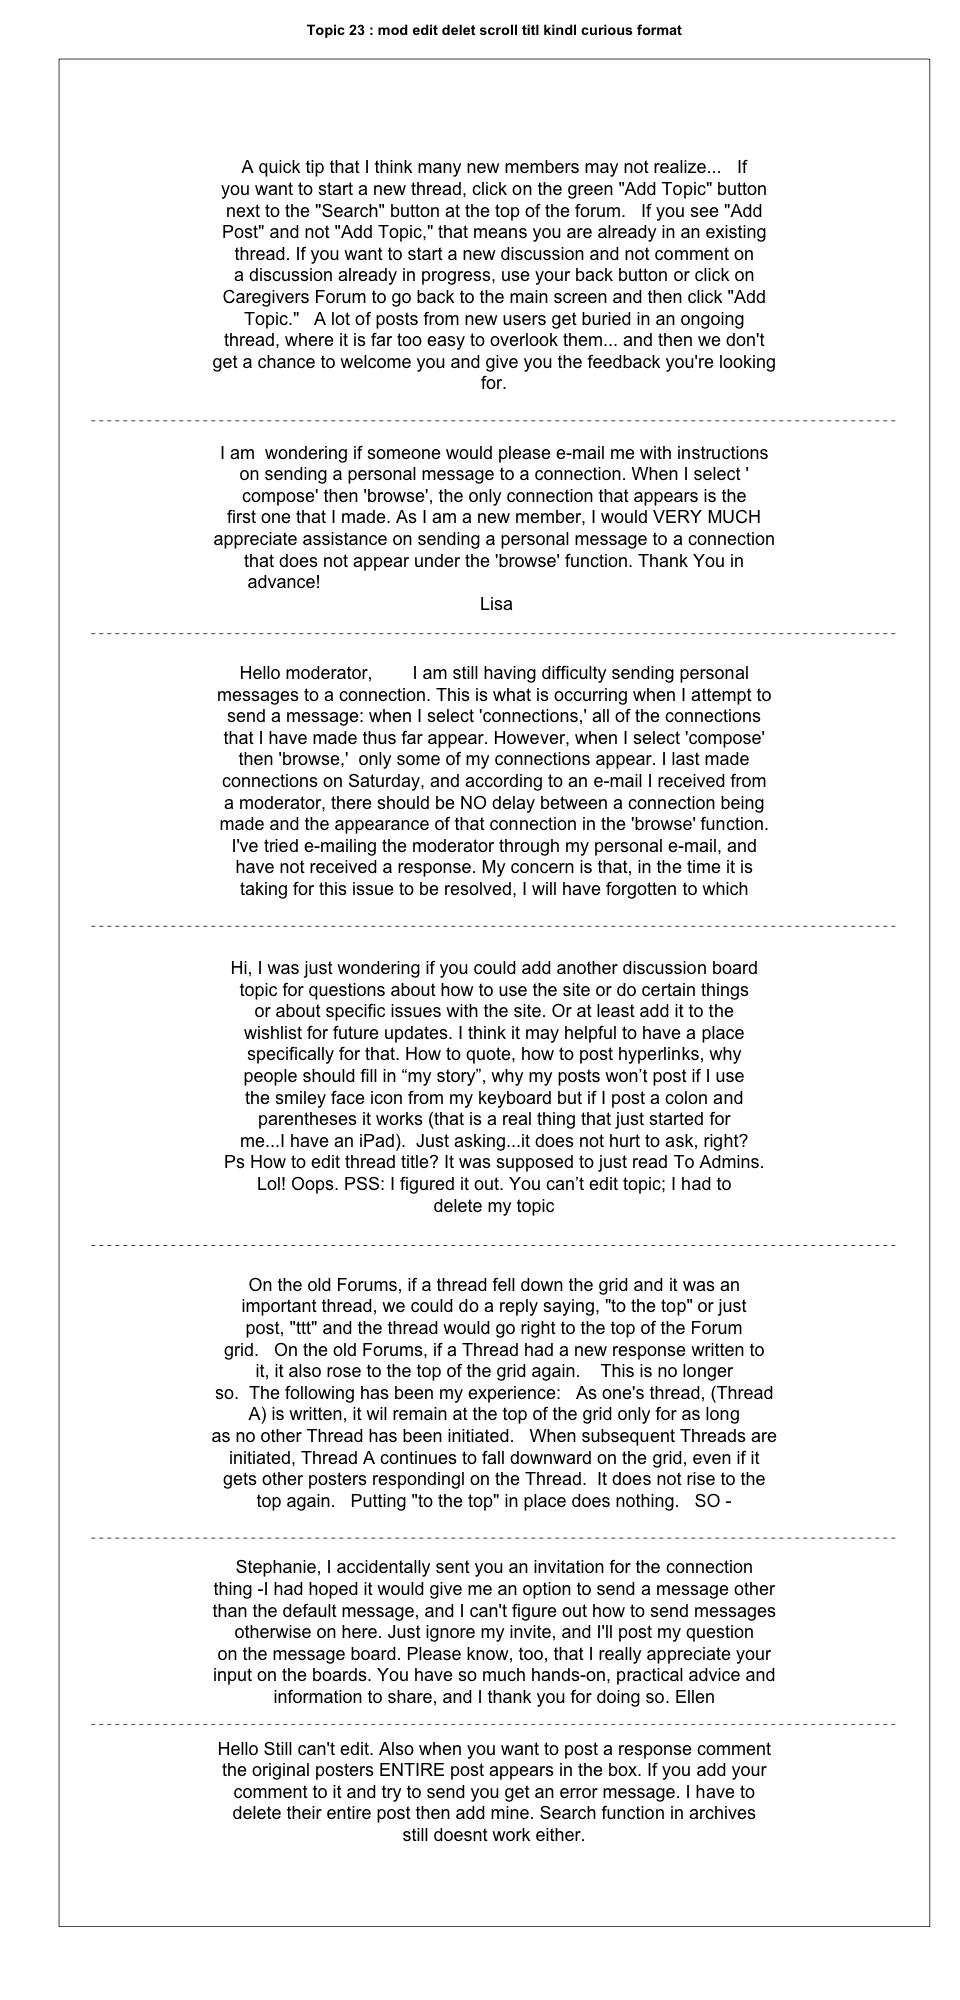 Topic 23 : mod edit delet scroll titl kindl curious format
A quick tip that I think many new members may not realize...   If
you want to start a new thread, click on the green "Add Topic" button
next to the "Search" button at the top of the forum.   If you see "Add
Post" and not "Add Topic," that means you are already in an existing
thread. If you want to start a new discussion and not comment on
a discussion already in progress, use your back button or click on
Caregivers Forum to go back to the main screen and then click "Add
Topic."   A lot of posts from new users get buried in an ongoing
thread, where it is far too easy to overlook them... and then we don't
get a chance to welcome you and give you the feedback you're looking
for.
I am  wondering if someone would please e-mail me with instructions
on sending a personal message to a connection. When I select '
compose' then 'browse', the only connection that appears is the
first one that I made. As I am a new member, I would VERY MUCH
appreciate assistance on sending a personal message to a connection
that does not appear under the 'browse' function. Thank You in
advance!
Lisa
Hello moderator,        I am still having difficulty sending personal
messages to a connection. This is what is occurring when I attempt to
send a message: when I select 'connections,' all of the connections
that I have made thus far appear. However, when I select 'compose'
then 'browse,'  only some of my connections appear. I last made
connections on Saturday, and according to an e-mail I received from
a moderator, there should be NO delay between a connection being
made and the appearance of that connection in the 'browse' function.
I've tried e-mailing the moderator through my personal e-mail, and
have not received a response. My concern is that, in the time it is
taking for this issue to be resolved, I will have forgotten to which
Hi, I was just wondering if you could add another discussion board
topic for questions about how to use the site or do certain things
or about specific issues with the site. Or at least add it to the
wishlist for future updates. I think it may helpful to have a place
specifically for that. How to quote, how to post hyperlinks, why
people should fill in “my story”, why my posts won’t post if I use
the smiley face icon from my keyboard but if I post a colon and
parentheses it works (that is a real thing that just started for
me...I have an iPad).  Just asking...it does not hurt to ask, right?
Ps How to edit thread title? It was supposed to just read To Admins.
Lol! Oops. PSS: I figured it out. You can’t edit topic; I had to
delete my topic
On the old Forums, if a thread fell down the grid and it was an
important thread, we could do a reply saying, "to the top" or just
post, "ttt" and the thread would go right to the top of the Forum
grid.   On the old Forums, if a Thread had a new response written to
it, it also rose to the top of the grid again.    This is no longer
so.  The following has been my experience:   As one's thread, (Thread
A) is written, it wil remain at the top of the grid only for as long
as no other Thread has been initiated.   When subsequent Threads are
initiated, Thread A continues to fall downward on the grid, even if it
gets other posters respondingl on the Thread.  It does not rise to the
top again.   Putting "to the top" in place does nothing.   SO -
Stephanie, I accidentally sent you an invitation for the connection
thing -I had hoped it would give me an option to send a message other
than the default message, and I can't figure out how to send messages
otherwise on here. Just ignore my invite, and I'll post my question
on the message board. Please know, too, that I really appreciate your
input on the boards. You have so much hands-on, practical advice and
information to share, and I thank you for doing so. Ellen
Hello Still can't edit. Also when you want to post a response comment
the original posters ENTIRE post appears in the box. If you add your
comment to it and try to send you get an error message. I have to
delete their entire post then add mine. Search function in archives
still doesnt work either.